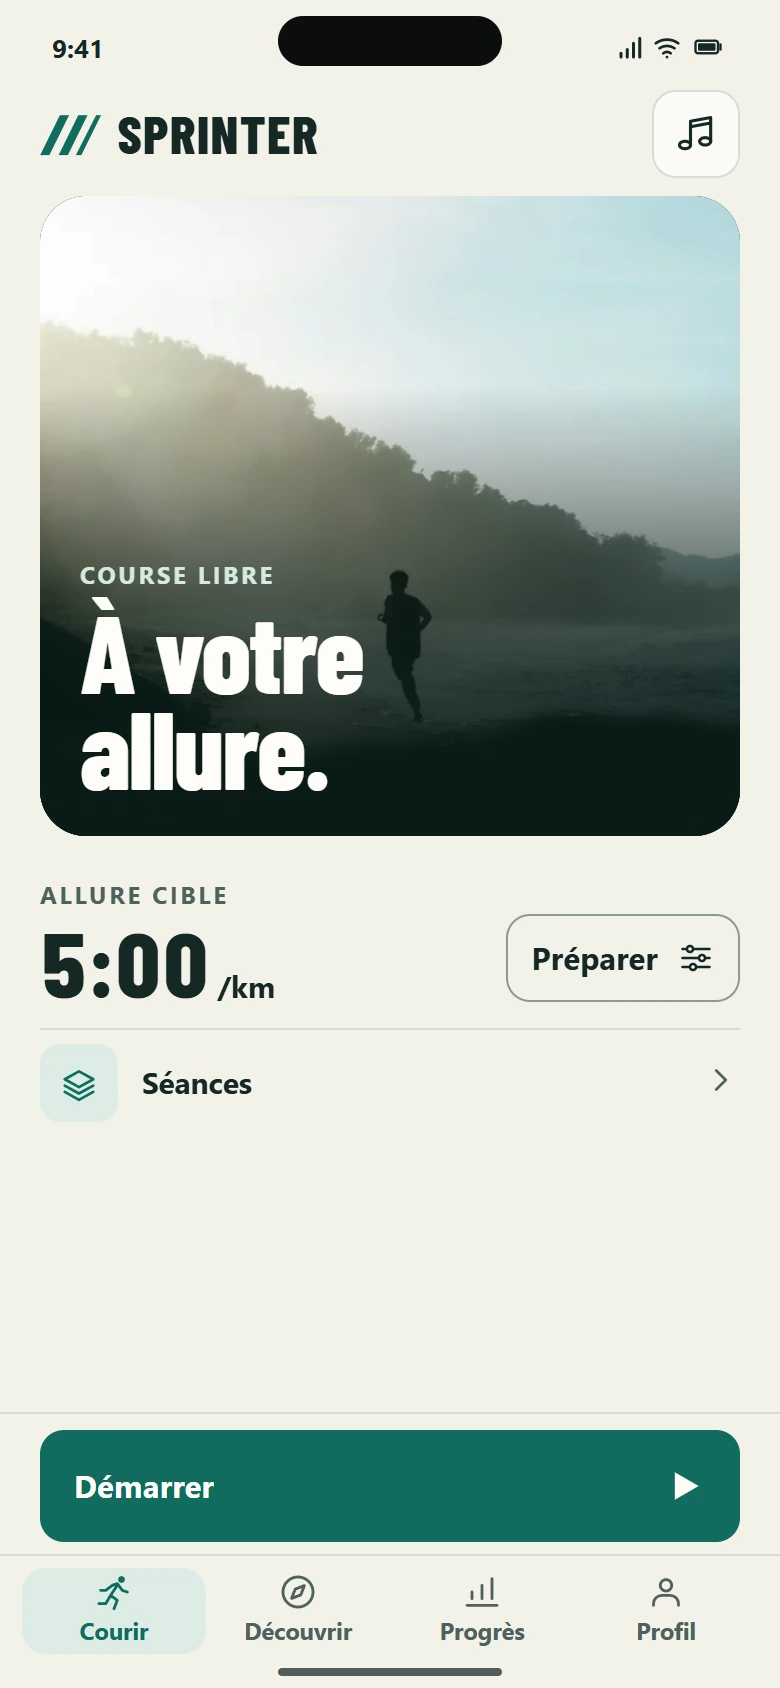 9:41
SPRINTER
COURSE LIBRE
À votre
allure.
ALLURE CIBLE
5:00 /km
Préparer
Séances
Démarrer
Courir
Découvrir
Progrès
Profil